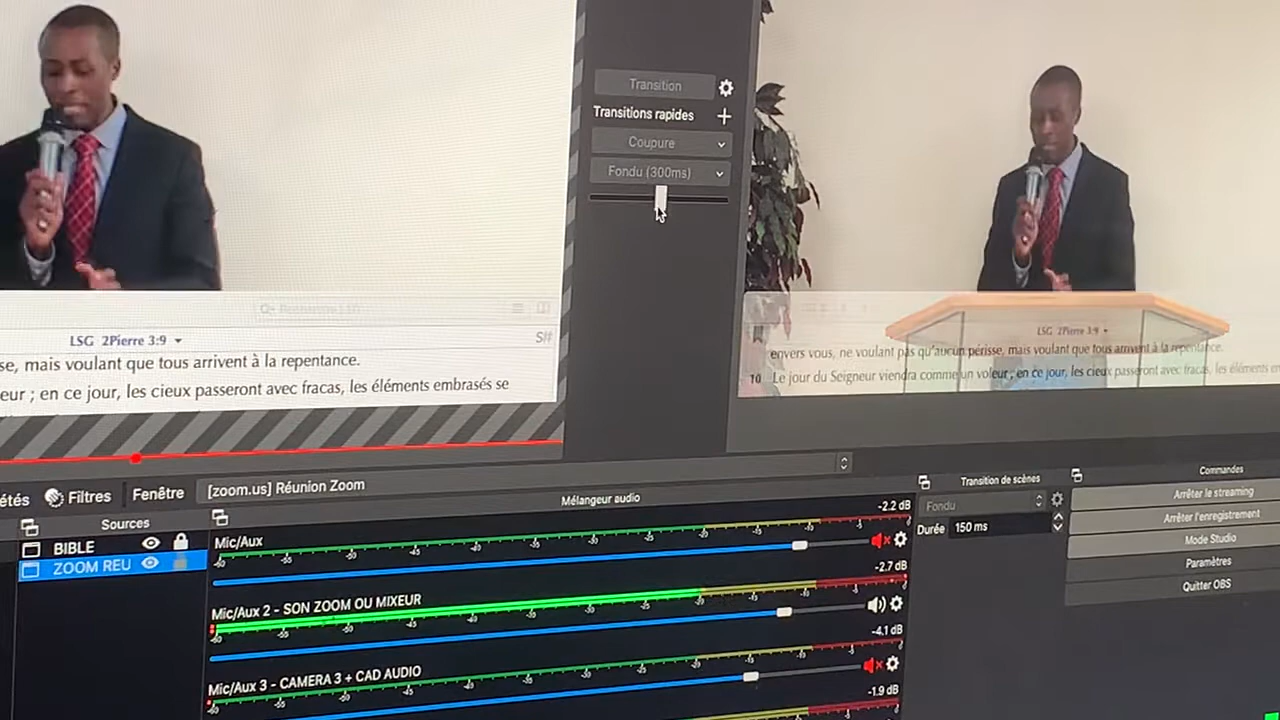 Transition
Transitions rapides
Coupure
Fondu (300ms)
LSG 2Pierre 3:9
S#
se, mais voulant que tous arrivent à la repentance.
eur ; en ce jour, les cieux passeront avec fracas, les éléments embrasés se
LSG 2Pierre 3:9
envers vous, ne voulant pas qu'aucun périsse, mais voulant que tous arrivent à la repentance.
10 Le jour du Seigneur viendra comme un voleur ; en ce jour, les cieux passeront avec fracas, les éléments em
étés
Filtres
Fenêtre
[zoom.us] Réunion Zoom
Sources
BIBLE
ZOOM REU
Mélangeur audio
Mic/Aux
-2.2 dB
Mic/Aux 2 - SON ZOOM OU MIXEUR
-2.7 dB
Mic/Aux 3 - CAMERA 3 + CAD AUDIO
-4.1 dB
-1.9 dB
Transition de scènes
Fondu
Durée 150 ms
Commandes
Arrêter le streaming
Arrêter l'enregistrement
Mode Studio
Paramètres
Quitter OBS